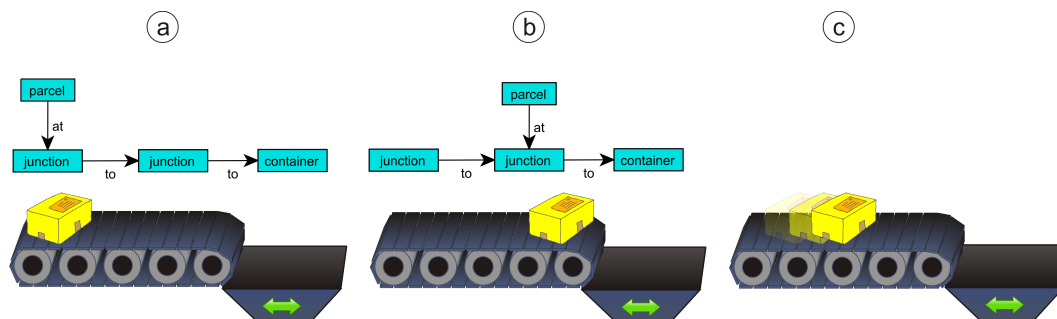 a
b
c
parcel
at
junction
junction
container
to
to
parcel
at
junction
junction
container
to
to